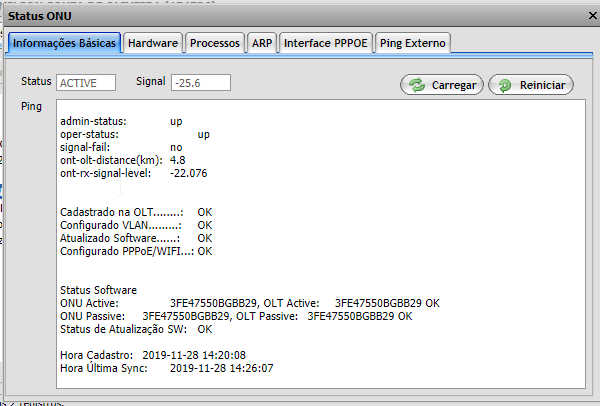 Status ONU
Informações Básicas Hardware Processos ARP Interface PPPOE Ping Externo
Status ACTIVE Signal -25.6 Carregar Reiniciar
Ping
admin-status: up
oper-status: up
signal-fail: no
ont-olt-distance(km): 4.8
ont-rx-signal-level: -22.076
Cadastrado na OLT........: OK
Configurado VLAN.........: OK
Atualizado Software......: OK
Configurado PPPoE/WIFI...: OK
Status Software
ONU Active: 3FE47550BGBB29, OLT Active: 3FE47550BGBB29 OK
ONU Passive: 3FE47550BGBB29, OLT Passive: 3FE47550BGBB29 OK
Status de Atualização SW: OK
Hora Cadastro: 2019-11-28 14:20:08
Hora Última Sync: 2019-11-28 14:26:07